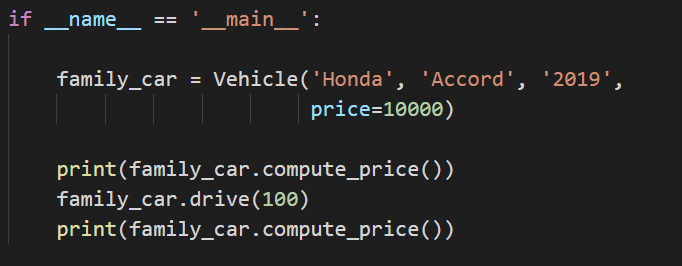 if __name__ == '__main__':
family_car = Vehicle('Honda', 'Accord', '2019',
price=10000)
print(family_car.compute_price())
family_car.drive(100)
print(family_car.compute_price())